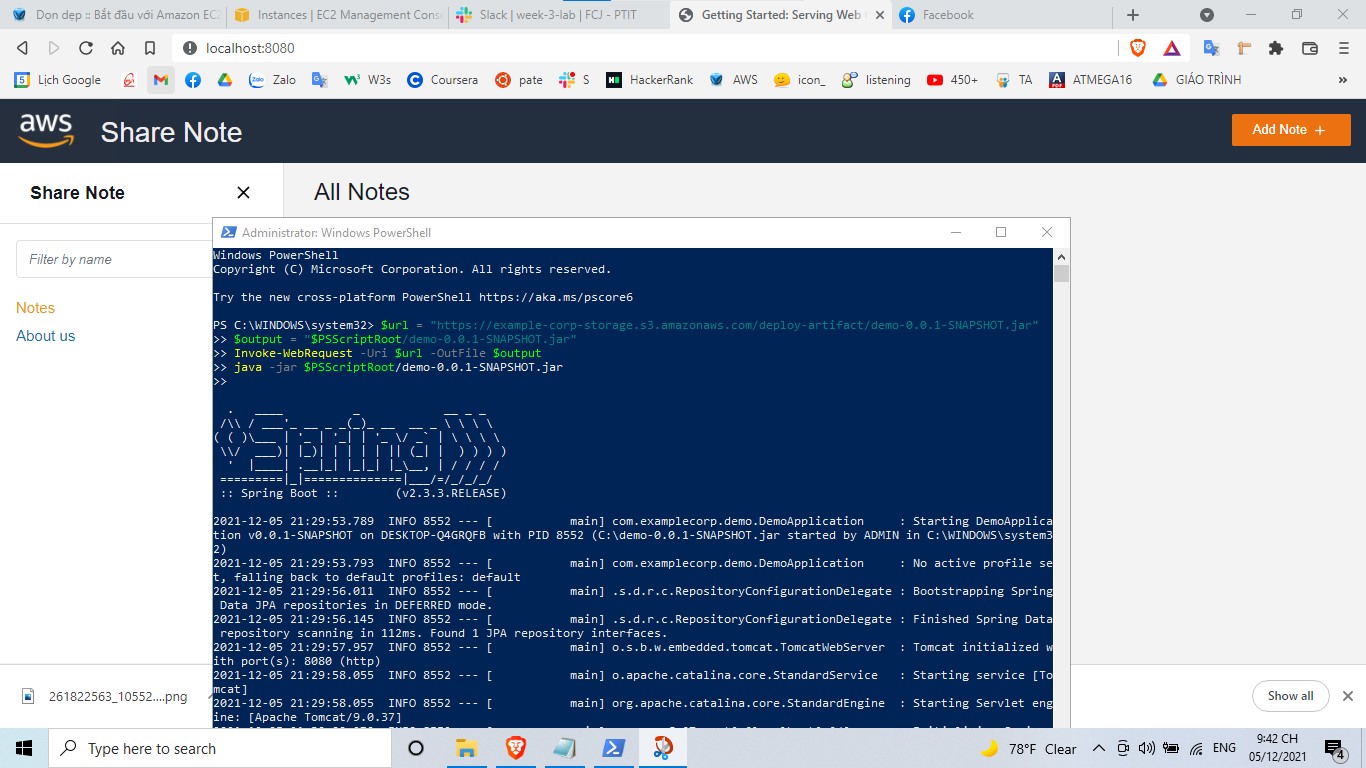 Dọn dẹp :: Bắt đầu với Amazon EC2
Instances | EC2 Management Cons
Slack | week-3-lab | FCJ - PTIT
Getting Started: Serving Web
Facebook
localhost:8080
Lịch Google
Zalo
W3s
Coursera
pate
S
HackerRank
AWS
icon_
listening
450+
TA
ATMEGA16
GIÁO TRÌNH
aws
Share Note
Add Note +
Share Note
All Notes
Filter by name
Notes
About us
Administrator: Windows PowerShell
Windows PowerShell
Copyright (C) Microsoft Corporation. All rights reserved.
Try the new cross-platform PowerShell https://aka.ms/pscore6
PS C:\WINDOWS\system32> $url = "https://example-corp-storage.s3.amazonaws.com/deploy-artifact/demo-0.0.1-SNAPSHOT.jar"
>> $output = "$PSScriptRoot/demo-0.0.1-SNAPSHOT.jar"
>> Invoke-WebRequest -Uri $url -OutFile $output
>> java -jar $PSScriptRoot/demo-0.0.1-SNAPSHOT.jar
>>
Spring
:: Spring Boot :: (v2.3.3.RELEASE)
2021-12-05 21:29:53.789  INFO 8552 --- [           main] com.examplecorp.demo.DemoApplication     : Starting DemoApplica
tion v0.0.1-SNAPSHOT on DESKTOP-Q4GRQFB with PID 8552 (C:\demo-0.0.1-SNAPSHOT.jar started by ADMIN in C:\WINDOWS\system3
2)
2021-12-05 21:29:53.793  INFO 8552 --- [           main] com.examplecorp.demo.DemoApplication     : No active profile se
t, falling back to default profiles: default
2021-12-05 21:29:56.011  INFO 8552 --- [           main] .s.d.r.c.RepositoryConfigurationDelegate : Bootstrapping Spring
 Data JPA repositories in DEFERRED mode.
2021-12-05 21:29:56.145  INFO 8552 --- [           main] .s.d.r.c.RepositoryConfigurationDelegate : Finished Spring Data
 repository scanning in 112ms. Found 1 JPA repository interfaces.
2021-12-05 21:29:57.957  INFO 8552 --- [           main] o.s.b.w.embedded.tomcat.TomcatWebServer  : Tomcat initialized w
ith port(s): 8080 (http)
2021-12-05 21:29:58.055  INFO 8552 --- [           main] o.apache.catalina.core.StandardService   : Starting service [To
mcat]
2021-12-05 21:29:58.055  INFO 8552 --- [           main] org.apache.catalina.core.StandardEngine  : Starting Servlet eng
ine: [Apache Tomcat/9.0.37]
261822563_10552....png
Show all
Type here to search
78°F Clear
ENG
9:42 CH
05/12/2021
4